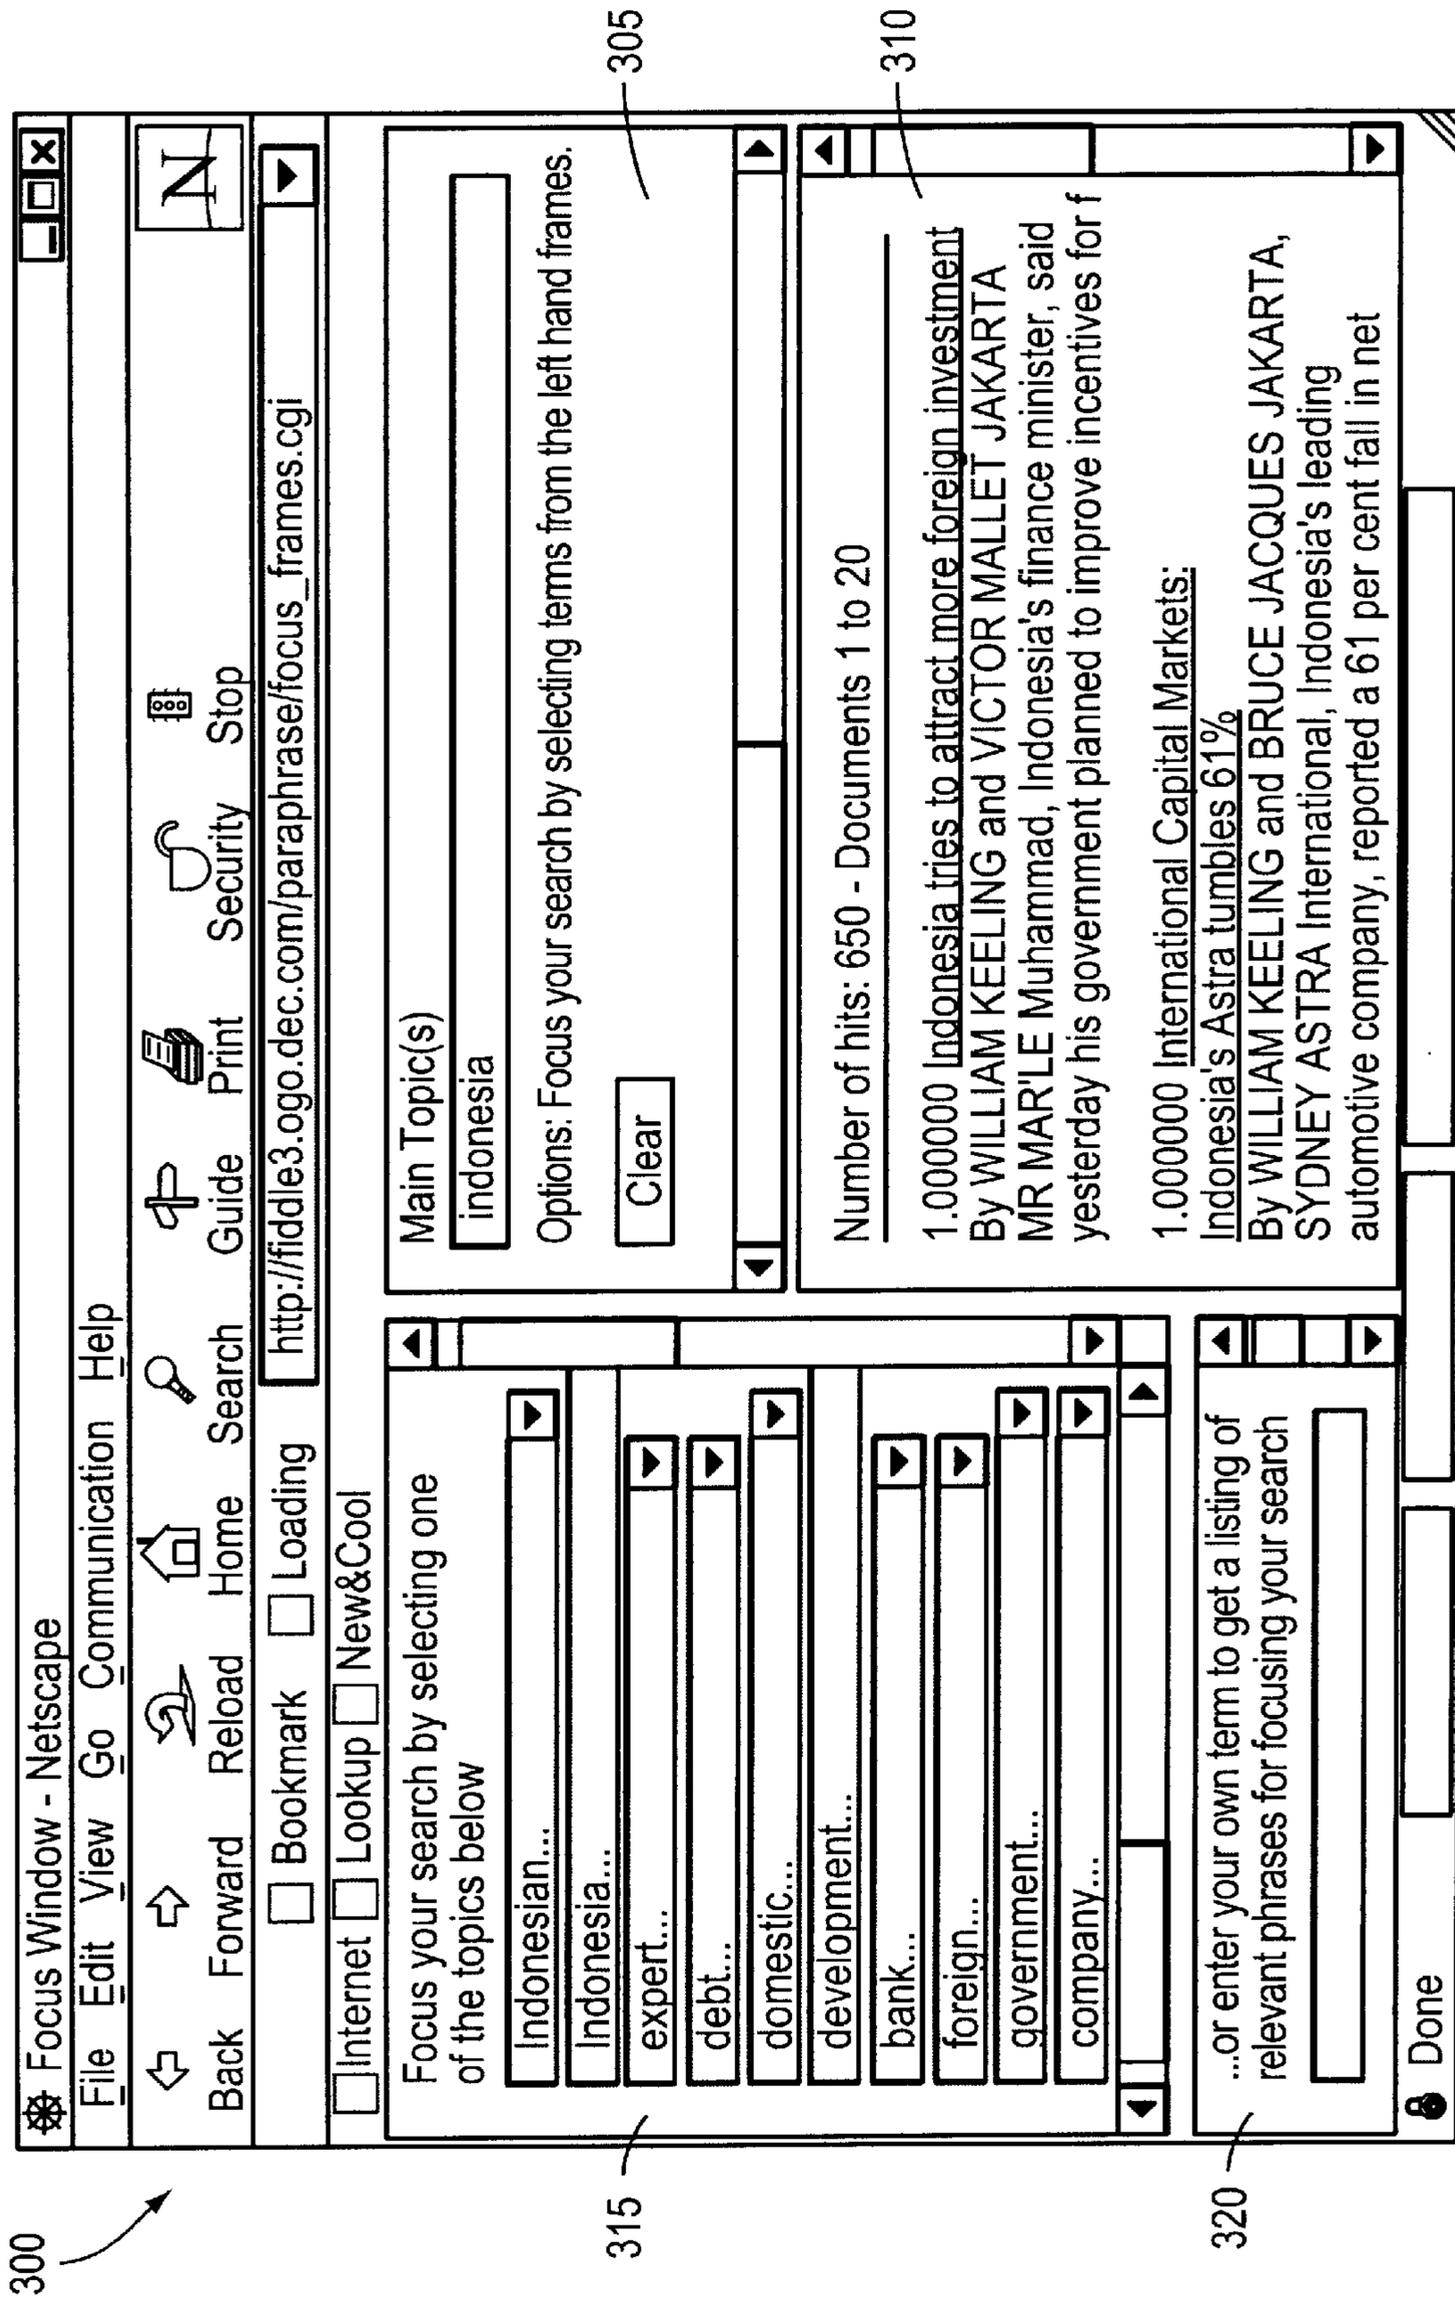 300
Focus Window - Netscape
File Edit View Go Communication Help
Back Forward Reload Home Search Guide Print Security Stop
N
Bookmark Loading http://fiddle3.ogo.dec.com/paraphrase/focus_frames.cgi
Internet Lookup New&Cool
315
Focus your search by selecting one
of the topics below
Indonesian...
Indonesia...
expert...
debt...
domestic...
development...
bank...
foreign...
government...
company...
320
...or enter your own term to get a listing of
relevant phrases for focusing your search
305
Main Topic(s)
indonesia
Options: Focus your search by selecting terms from the left hand frames.
Clear
310
Number of hits: 650 - Documents 1 to 20
1.000000 Indonesia tries to attract more foreign investment
By WILLIAM KEELING and VICTOR MALLET JAKARTA
MR MAR'LE Muhammad, Indonesia's finance minister, said
yesterday his government planned to improve incentives for f
1.000000 International Capital Markets:
Indonesia's Astra tumbles 61%
By WILLIAM KEELING and BRUCE JACQUES JAKARTA,
SYDNEY ASTRA International, Indonesia's leading
automotive company, reported a 61 per cent fall in net
Done